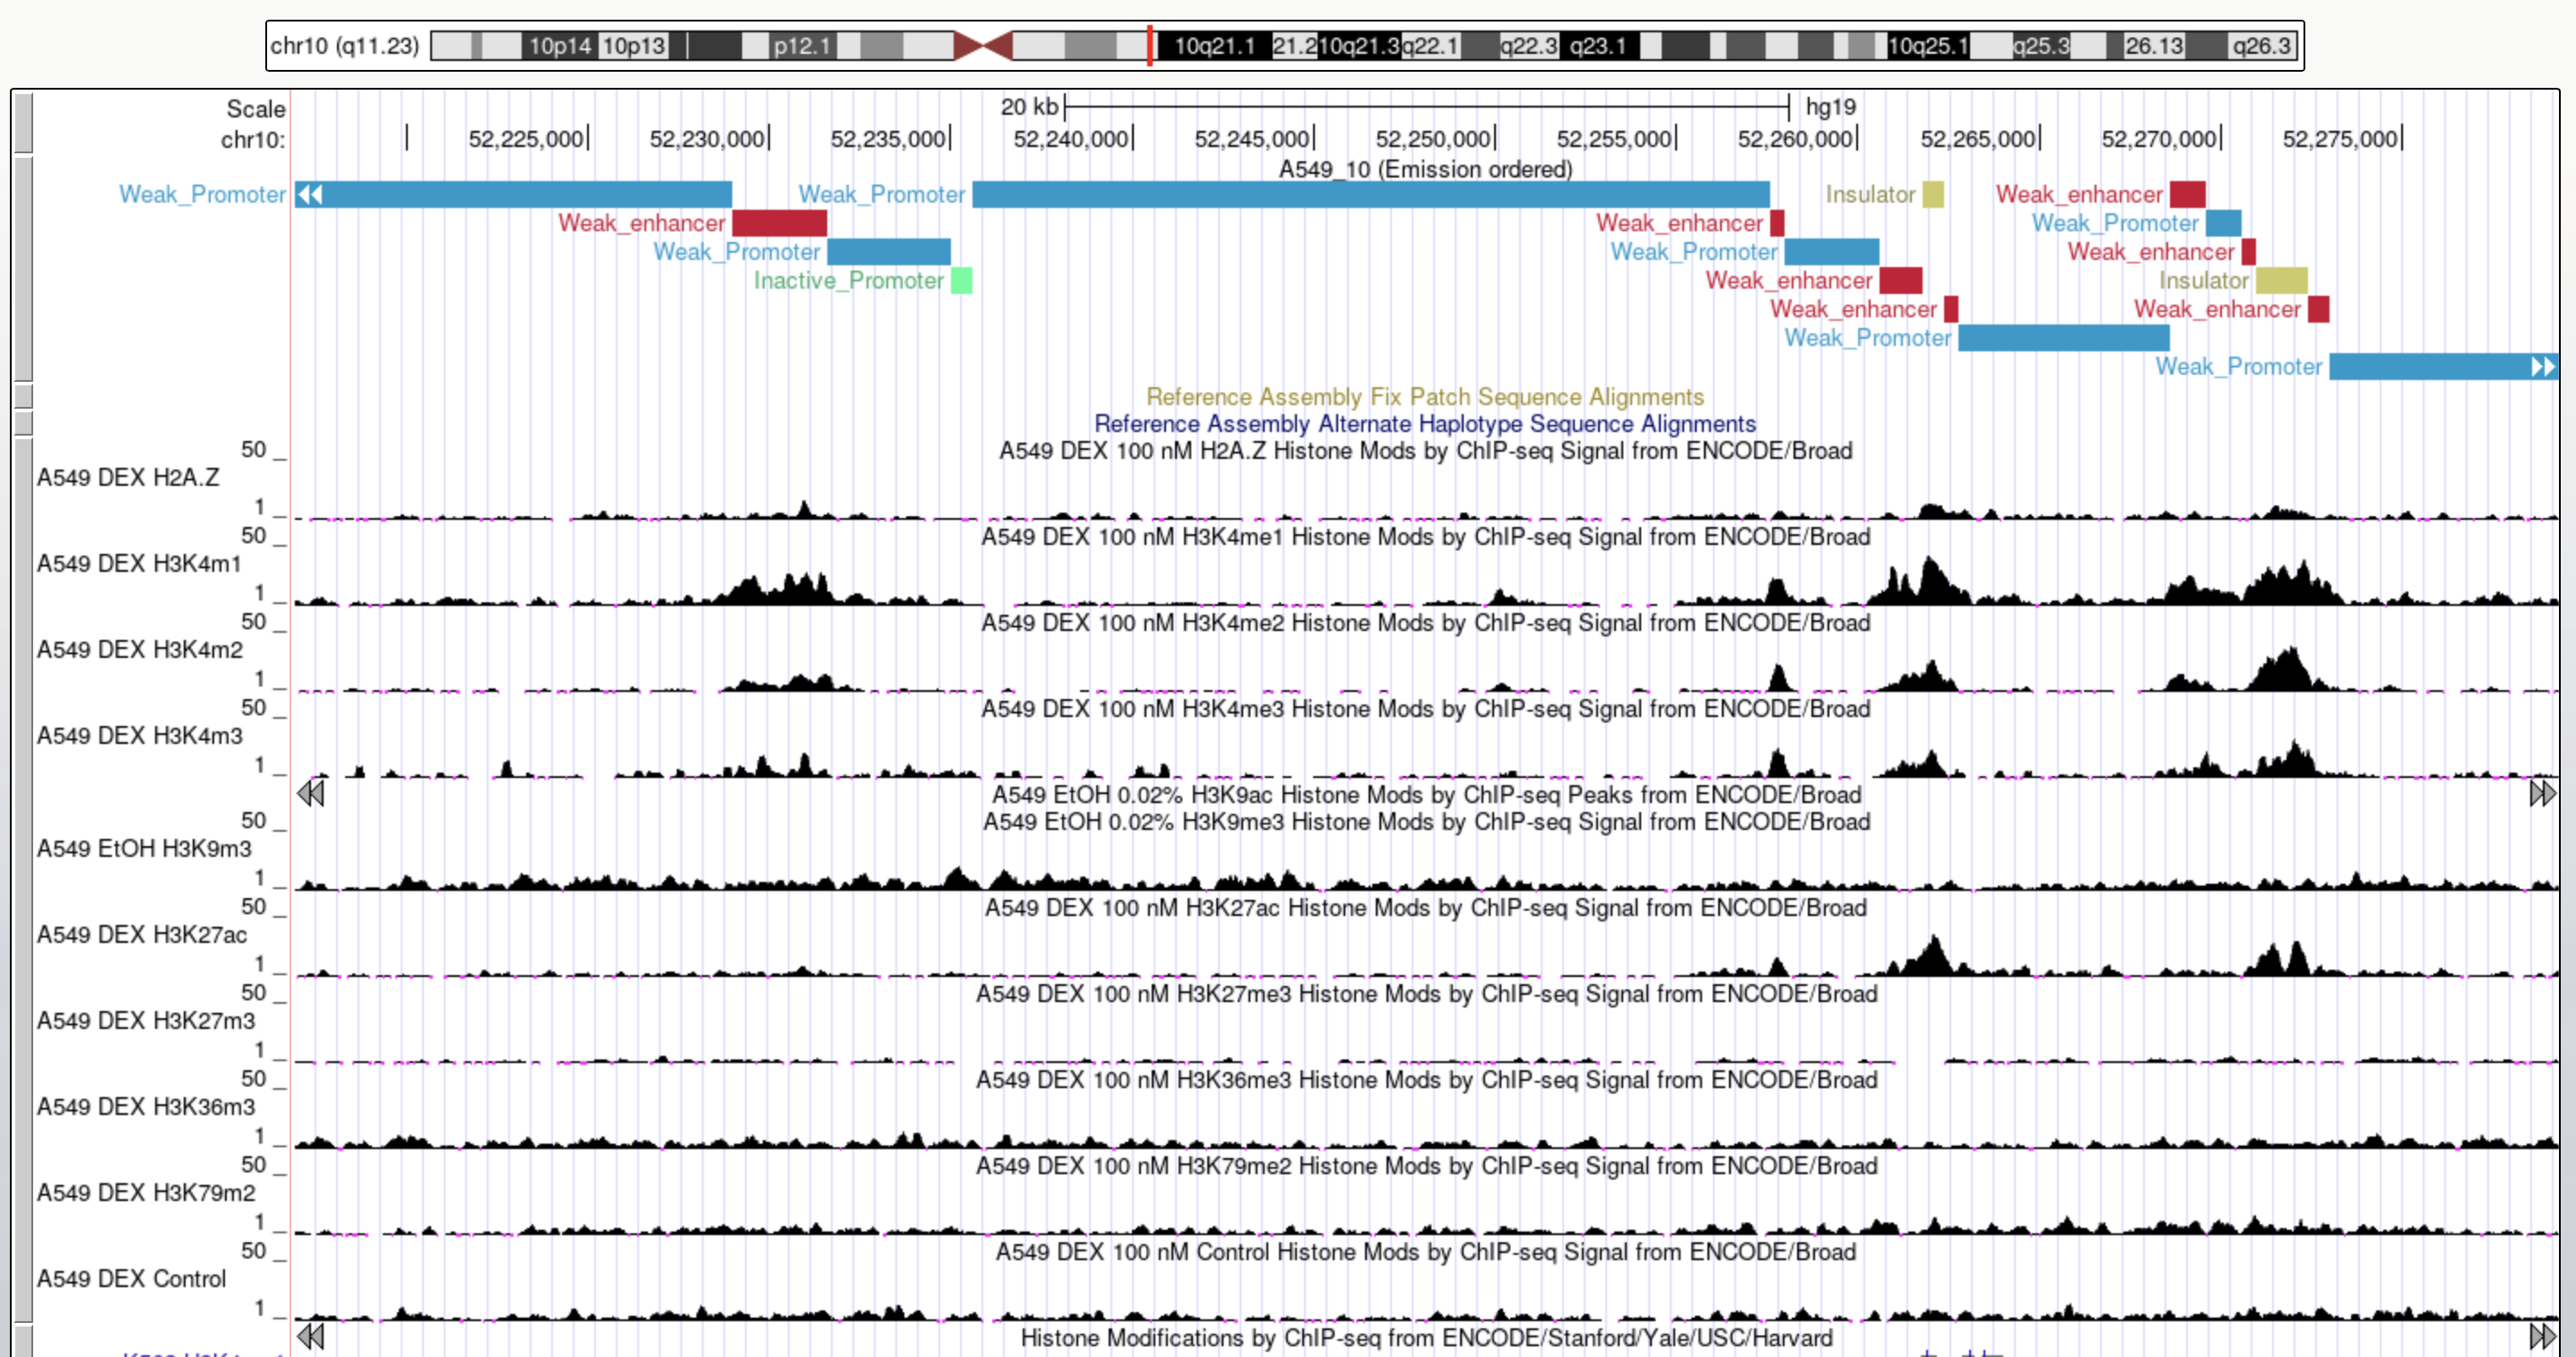 chr10 (q11.23) 10p14 10p13 p12.1 10q21.1 21.2 10q21.3 q22.1 q22.3 q23.1 10q25.1 q25.3 26.13 q26.3
Scale 20 kb hg19
chr10: 52,225,000 52,230,000 52,235,000 52,240,000 52,245,000 52,250,000 52,255,000 52,260,000 52,265,000 52,270,000 52,275,000
A549_10 (Emission ordered)
Weak_Promoter Weak_Promoter Insulator Weak_enhancer
Weak_enhancer Weak_enhancer Weak_Promoter
Weak_Promoter Weak_Promoter Weak_enhancer
Inactive_Promoter Weak_enhancer Insulator
Weak_enhancer Weak_enhancer
Weak_Promoter
Weak_Promoter
Reference Assembly Fix Patch Sequence Alignments
Reference Assembly Alternate Haplotype Sequence Alignments
50 A549 DEX 100 nM H2A.Z Histone Mods by ChIP-seq Signal from ENCODE/Broad
A549 DEX H2A.Z
1
50 A549 DEX 100 nM H3K4me1 Histone Mods by ChIP-seq Signal from ENCODE/Broad
A549 DEX H3K4m1
1
50 A549 DEX 100 nM H3K4me2 Histone Mods by ChIP-seq Signal from ENCODE/Broad
A549 DEX H3K4m2
1
50 A549 DEX 100 nM H3K4me3 Histone Mods by ChIP-seq Signal from ENCODE/Broad
A549 DEX H3K4m3
1
A549 EtOH 0.02% H3K9ac Histone Mods by ChIP-seq Peaks from ENCODE/Broad
50 A549 EtOH 0.02% H3K9me3 Histone Mods by ChIP-seq Signal from ENCODE/Broad
A549 EtOH H3K9m3
1
50 A549 DEX 100 nM H3K27ac Histone Mods by ChIP-seq Signal from ENCODE/Broad
A549 DEX H3K27ac
1
50 A549 DEX 100 nM H3K27me3 Histone Mods by ChIP-seq Signal from ENCODE/Broad
A549 DEX H3K27m3
1
50 A549 DEX 100 nM H3K36me3 Histone Mods by ChIP-seq Signal from ENCODE/Broad
A549 DEX H3K36m3
1
50 A549 DEX 100 nM H3K79me2 Histone Mods by ChIP-seq Signal from ENCODE/Broad
A549 DEX H3K79m2
1
50 A549 DEX 100 nM Control Histone Mods by ChIP-seq Signal from ENCODE/Broad
A549 DEX Control
1
Histone Modifications by ChIP-seq from ENCODE/Stanford/Yale/USC/Harvard